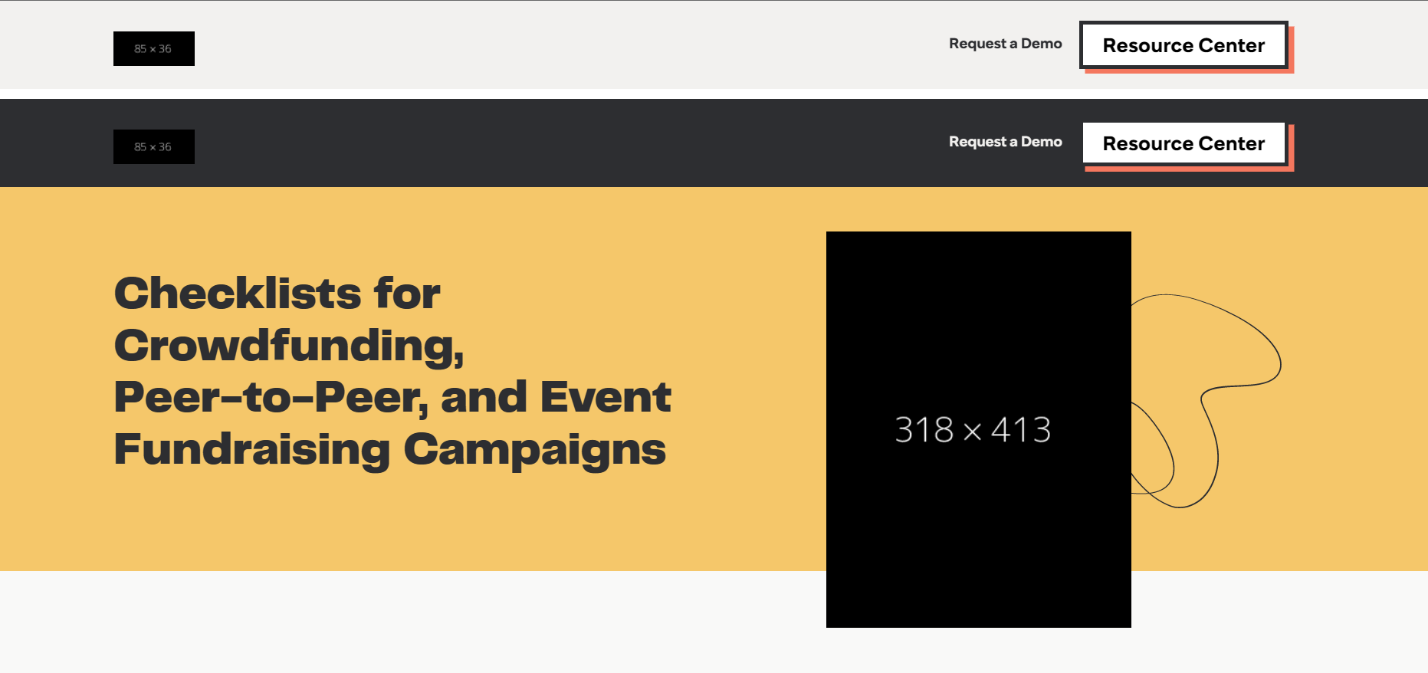 85 × 36
Request a Demo
Resource Center
85 × 36
Request a Demo
Resource Center
Checklists for
Crowdfunding,
Peer-to-Peer, and Event
Fundraising Campaigns
318 × 413